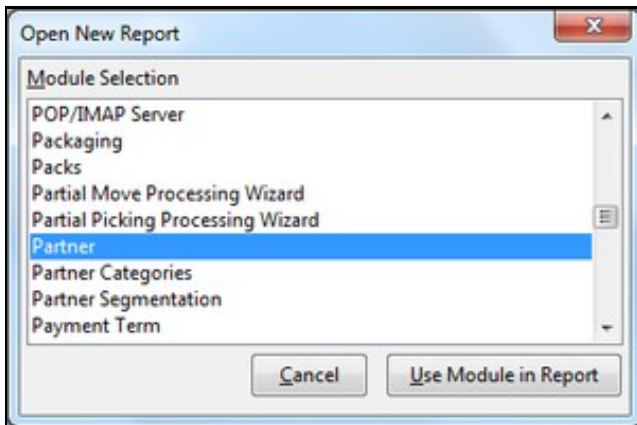 Open New Report
Module Selection
POP/IMAP Server
Packaging
Packs
Partial Move Processing Wizard
Partial Picking Processing Wizard
Partner
Partner Categories
Partner Segmentation
Payment Term
Cancel
Use Module in Report